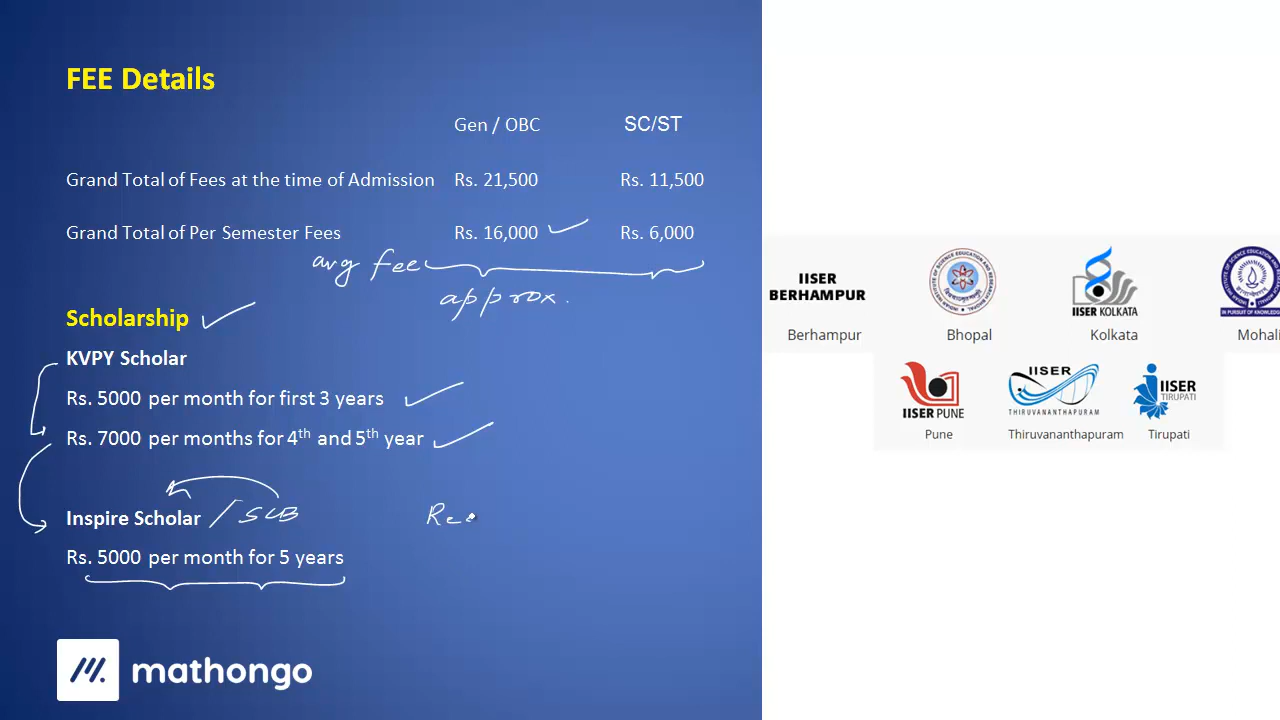 FEE Details
Gen / OBC SC/ST
Grand Total of Fees at the time of Admission Rs. 21,500 Rs. 11,500
Grand Total of Per Semester Fees Rs. 16,000 Rs. 6,000
avg fee
approx.
Scholarship
KVPY Scholar
Rs. 5000 per month for first 3 years
Rs. 7000 per months for 4th and 5th year
Inspire Scholar / SCB
Rs. 5000 per month for 5 years
mathongo
IISER
BERHAMPUR
IISER KOLKATA
IN PURSUIT OF KNOWLEDGE
Berhampur Bhopal Kolkata Mohali
IISER PUNE
IISER
THIRUVANANTHAPURAM
IISER
TIRUPATI
Pune Thiruvananthapuram Tirupati